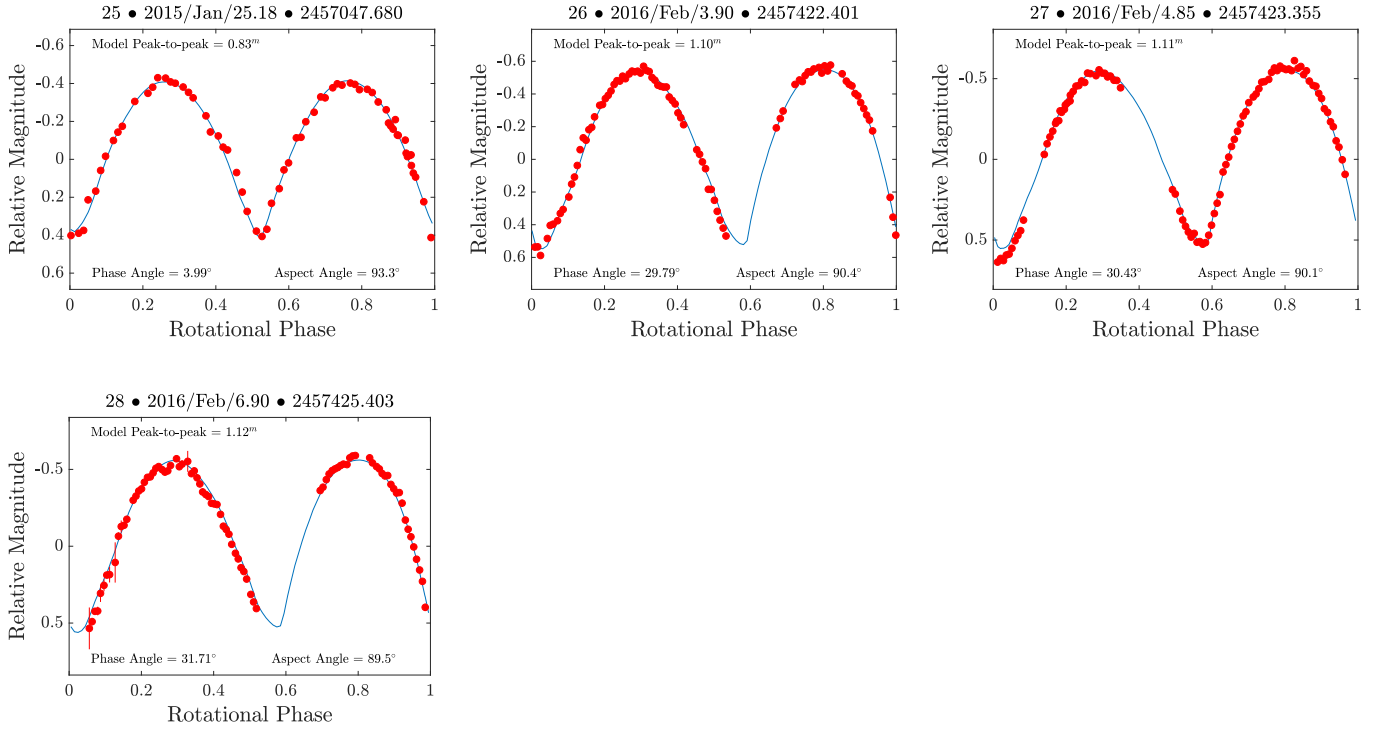 25 • 2015/Jan/25.18 • 2457047.680
Model Peak-to-peak = 0.83ᵐ
-0.6
-0.4
-0.2
0
0.2
0.4
0.6
Relative Magnitude
Phase Angle = 3.99°
Aspect Angle = 93.3°
0 0.2 0.4 0.6 0.8 1
Rotational Phase
26 • 2016/Feb/3.90 • 2457422.401
Model Peak-to-peak = 1.10ᵐ
-0.6
-0.4
-0.2
0
0.2
0.4
0.6
Relative Magnitude
Phase Angle = 29.79°
Aspect Angle = 90.4°
0 0.2 0.4 0.6 0.8 1
Rotational Phase
27 • 2016/Feb/4.85 • 2457423.355
Model Peak-to-peak = 1.11ᵐ
-0.5
0
0.5
Relative Magnitude
Phase Angle = 30.43°
Aspect Angle = 90.1°
0 0.2 0.4 0.6 0.8 1
Rotational Phase
28 • 2016/Feb/6.90 • 2457425.403
Model Peak-to-peak = 1.12ᵐ
-0.5
0
0.5
Relative Magnitude
Phase Angle = 31.71°
Aspect Angle = 89.5°
0 0.2 0.4 0.6 0.8 1
Rotational Phase